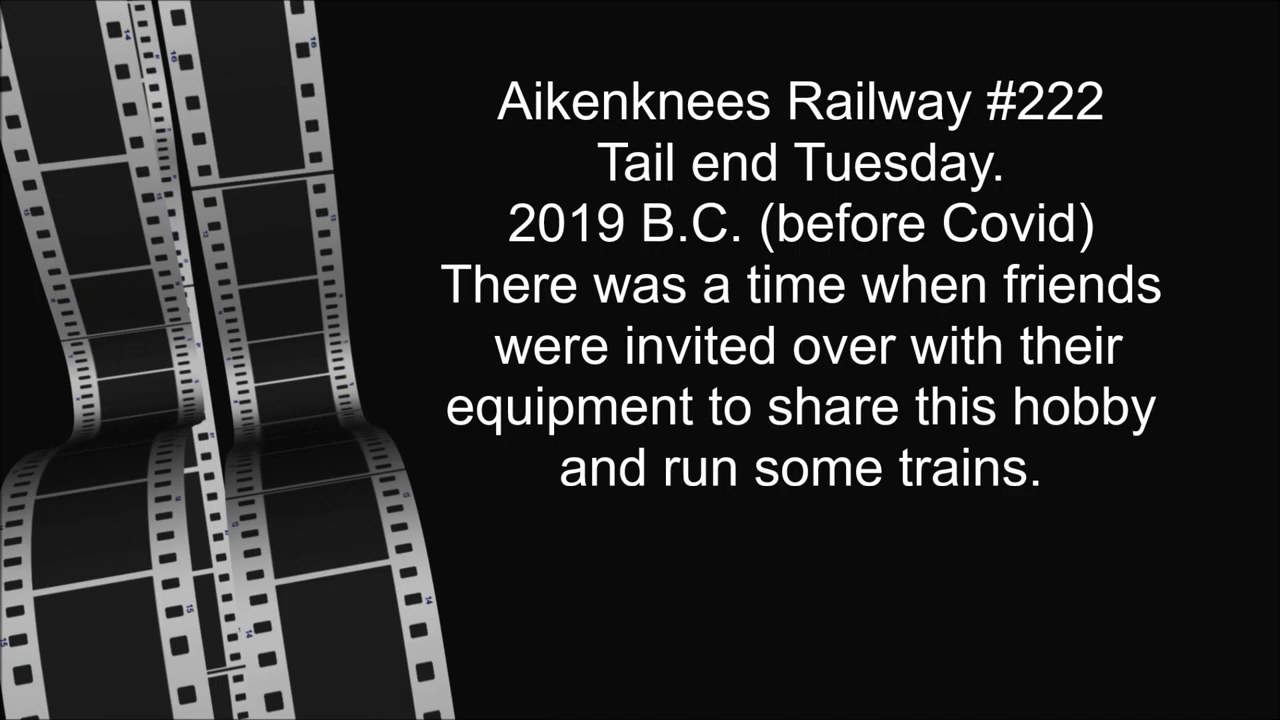 Aikenknees Railway #222
Tail end Tuesday.
2019 B.C. (before Covid)
There was a time when friends
were invited over with their
equipment to share this hobby
and run some trains.